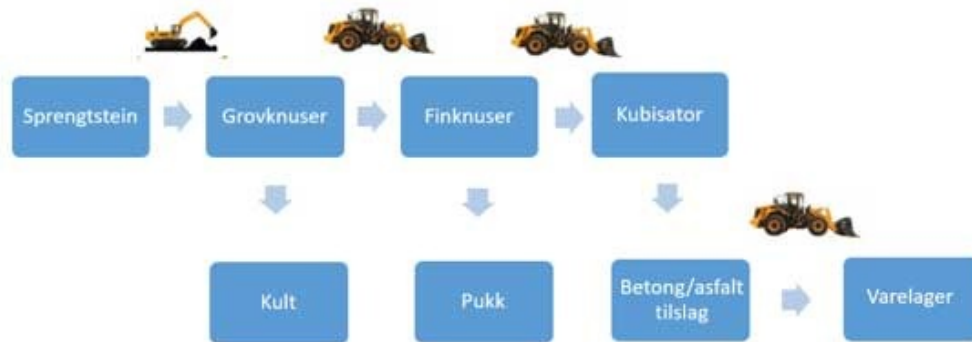 Sprengtstein
Grovknuser
Finknuser
Kubisator
Kult
Pukk
Betong/asfalt
tilslag
Varelager